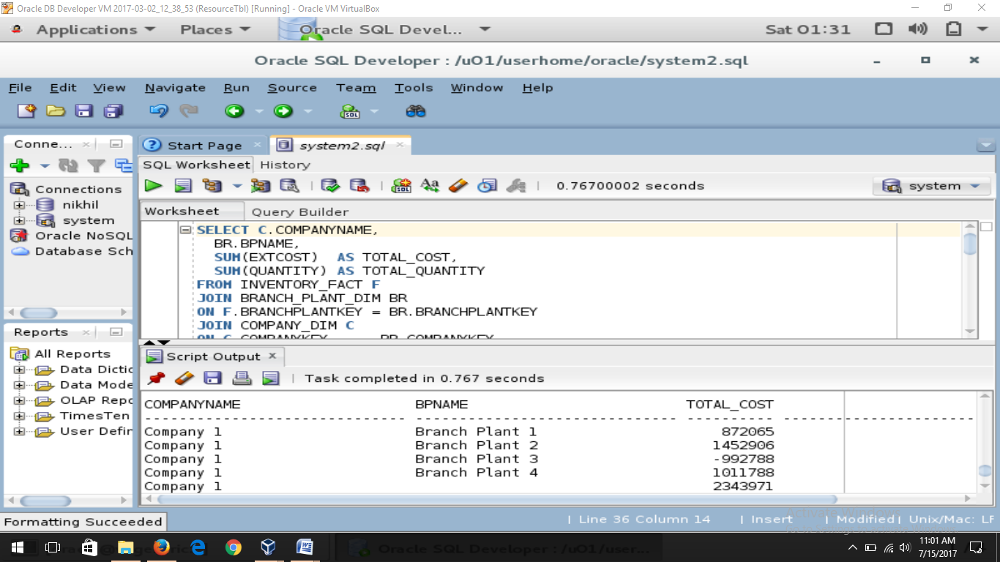 Oracle DB Developer VM 2017-03-02_12_38_53 (ResourceTbl) [Running] - Oracle VM VirtualBox
Applications Places Oracle SQL Devel... Sat 01:31
Oracle SQL Developer : /u01/userhome/oracle/system2.sql
File Edit View Navigate Run Source Team Tools Window Help
Conne... Start Page system2.sql
SQL Worksheet History
0.76700002 seconds system
Worksheet Query Builder
Connections
nikhil
system
Oracle NoSQL
Database Sch
SELECT C.COMPANYNAME,
BR.BPNAME,
SUM(EXTCOST) AS TOTAL_COST,
SUM(QUANTITY) AS TOTAL_QUANTITY
FROM INVENTORY_FACT F
JOIN BRANCH_PLANT_DIM BR
ON F.BRANCHPLANTKEY = BR.BRANCHPLANTKEY
JOIN COMPANY_DIM C
ON C.COMPANYKEY BR.COMPANYKEY
Reports
All Reports
Data Dictio
Data Mode
OLAP Repo
TimesTen
User Defin
Script Output
Task completed in 0.767 seconds
COMPANYNAME BPNAME TOTAL_COST
Company 1 Branch Plant 1 872065
Company 1 Branch Plant 2 1452906
Company 1 Branch Plant 3 -992788
Company 1 Branch Plant 4 1011788
Company 1 2343971
Activate Windows
Formatting Succeeded | Line 36 Column 14 | Insert | Modified | Unix/Mac: LF
Oracle SQL Developer : /u01/user...
11:01 AM
7/15/2017